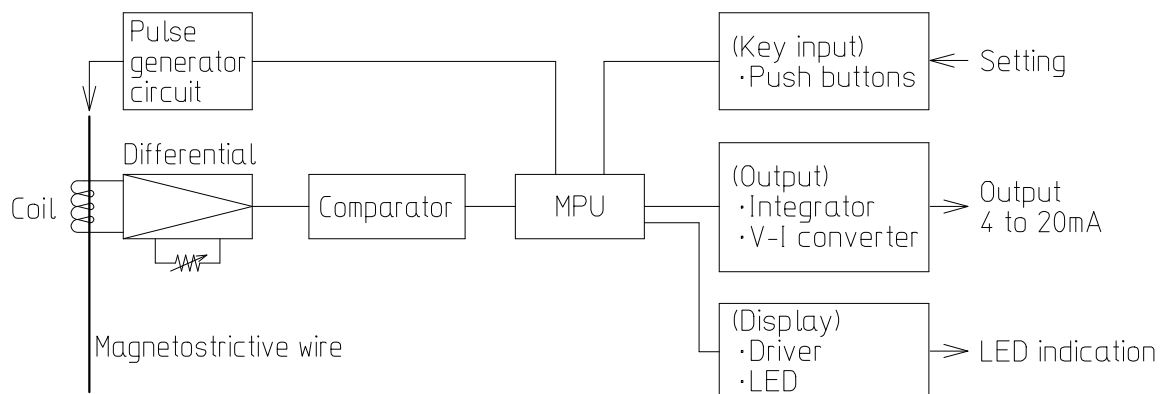 Pulse
generator
circuit
(Key input)
・Push buttons
Setting
Differential
Coil
Comparator
MPU
(Output)
・Integrator
・V-I converter
Output
4 to 20mA
Magnetostrictive wire
(Display)
・Driver
・LED
LED indication